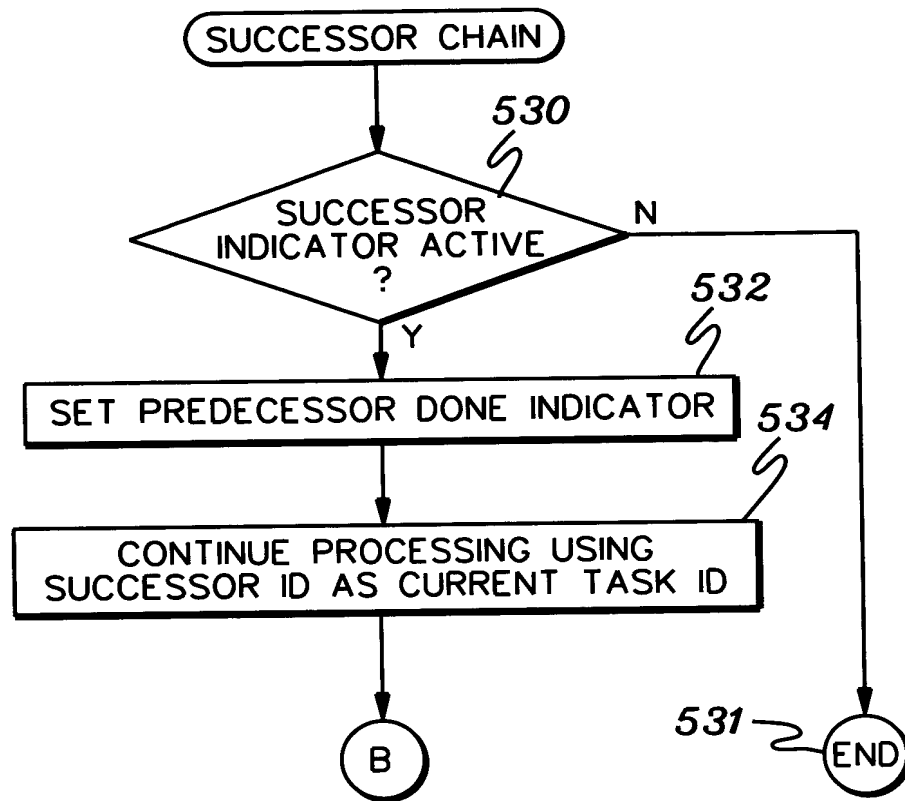 SUCCESSOR CHAIN
530
SUCCESSOR
INDICATOR ACTIVE
?
N
Y
532
SET PREDECESSOR DONE INDICATOR
534
CONTINUE PROCESSING USING
SUCCESSOR ID AS CURRENT TASK ID
531
B
END